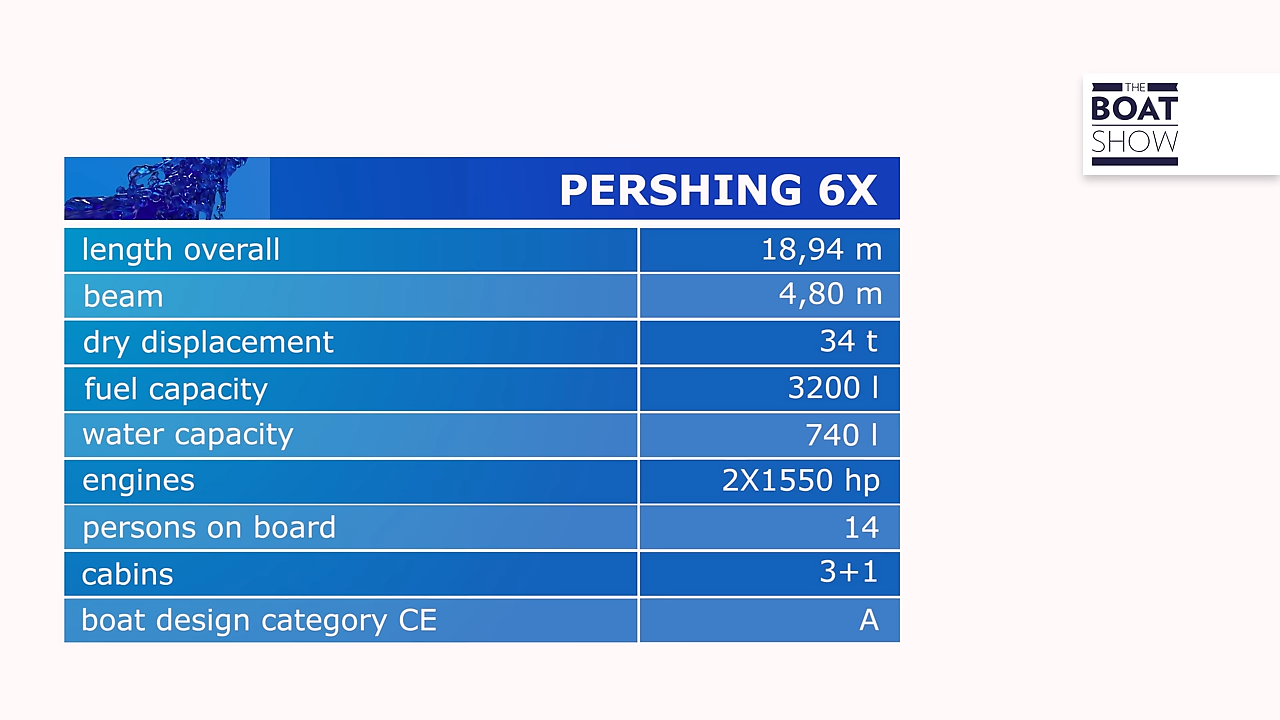 THE
BOAT
SHOW
PERSHING 6X
length overall 18,94 m
beam 4,80 m
dry displacement 34 t
fuel capacity 3200 l
water capacity 740 l
engines 2X1550 hp
persons on board 14
cabins 3+1
boat design category CE A